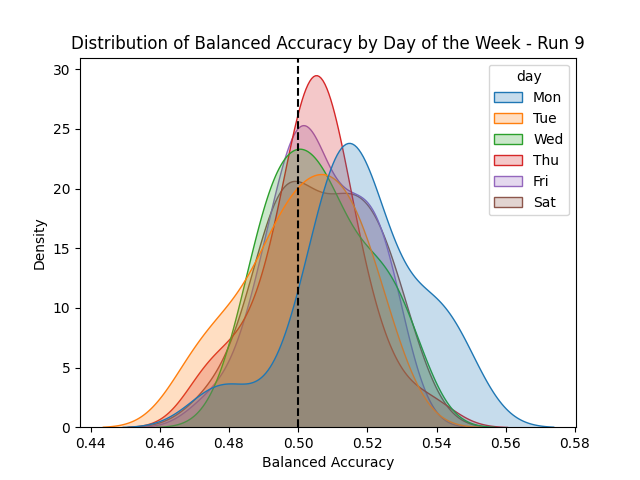 Distribution of Balanced Accuracy by Day of the Week - Run 9
30
25
20
15
10
5
0
Density
day
Mon
Tue
Wed
Thu
Fri
Sat
0.44 0.46 0.48 0.50 0.52 0.54 0.56 0.58
Balanced Accuracy